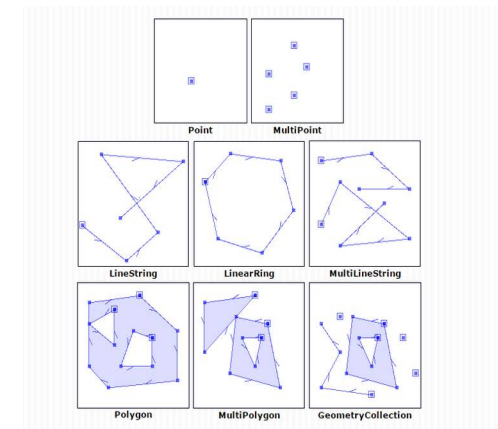 Point MultiPoint
LineString LinearRing MultiLineString
Polygon MultiPolygon GeometryCollection